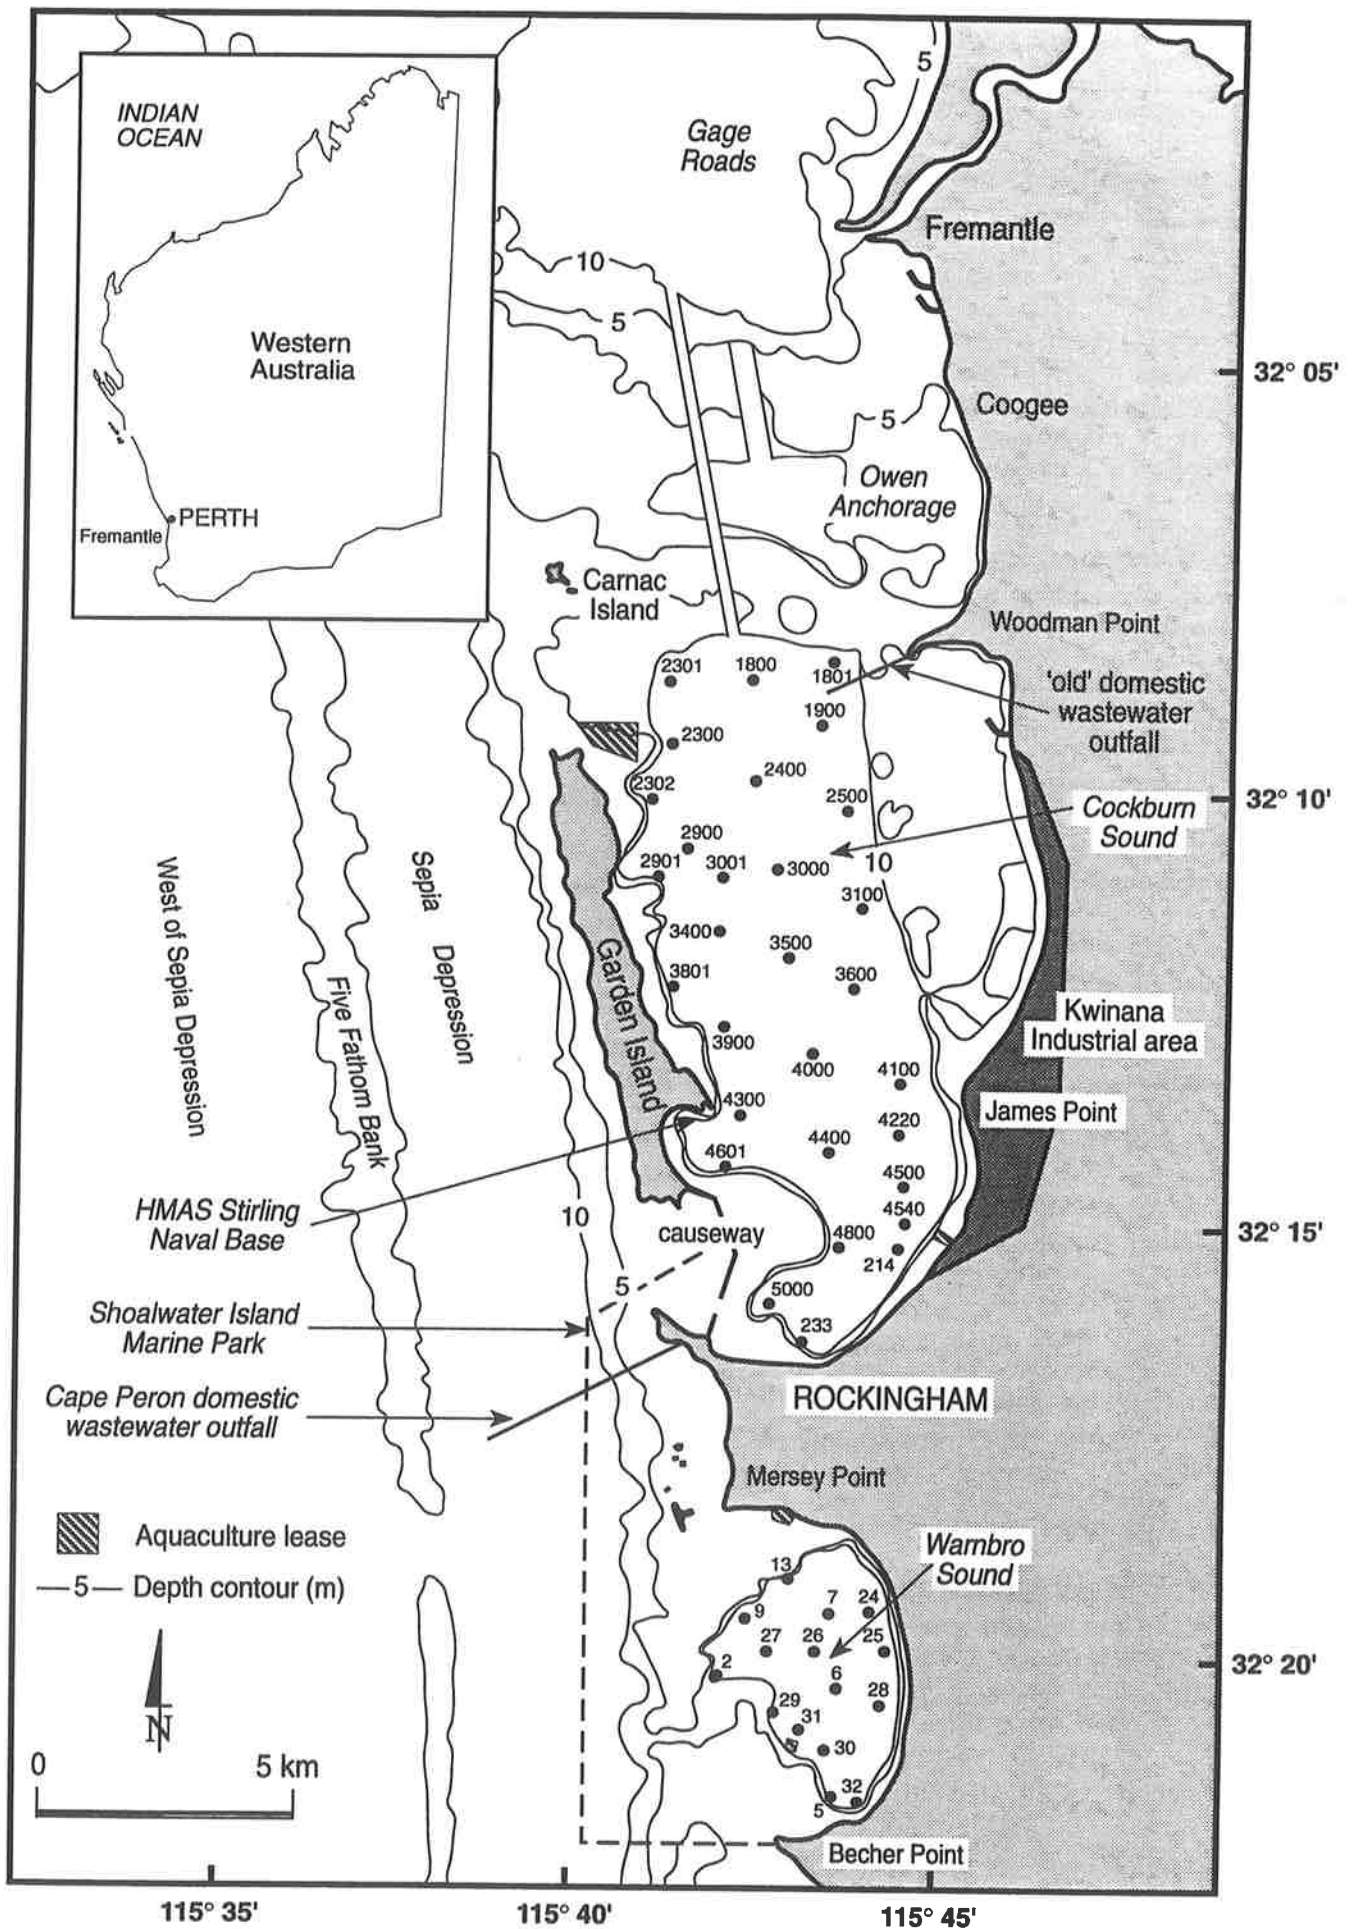 INDIAN
OCEAN
Western
Australia
PERTH
Fremantle
Gage
Roads
5
Fremantle
10
5
32° 05'
Coogee
5
Owen
Anchorage
Carnac
Island
Woodman Point
'old' domestic
wastewater
outfall
2301
1800
1801
1900
2300
2400
2302
2500
32° 10'
Cockburn
Sound
2900
2901
3001
3000
10
3100
3400
3500
3801
3600
Kwinana
Industrial area
3900
4000
4100
James Point
4300
4220
4400
4601
4500
4540
4800
214
5000
233
West of Sepia Depression
Five Fathom Bank
Sepia Depression
Garden Island
HMAS Stirling
Naval Base
10
causeway
32° 15'
5
Shoalwater Island
Marine Park
Cape Peron domestic
wastewater outfall
ROCKINGHAM
Mersey Point
Aquaculture lease
5 Depth contour (m)
Warnbro
Sound
13
9
7
24
27
26
25
2
6
28
29
31
30
32
5
32° 20'
N
0 5 km
Becher Point
115° 35'
115° 40'
115° 45'